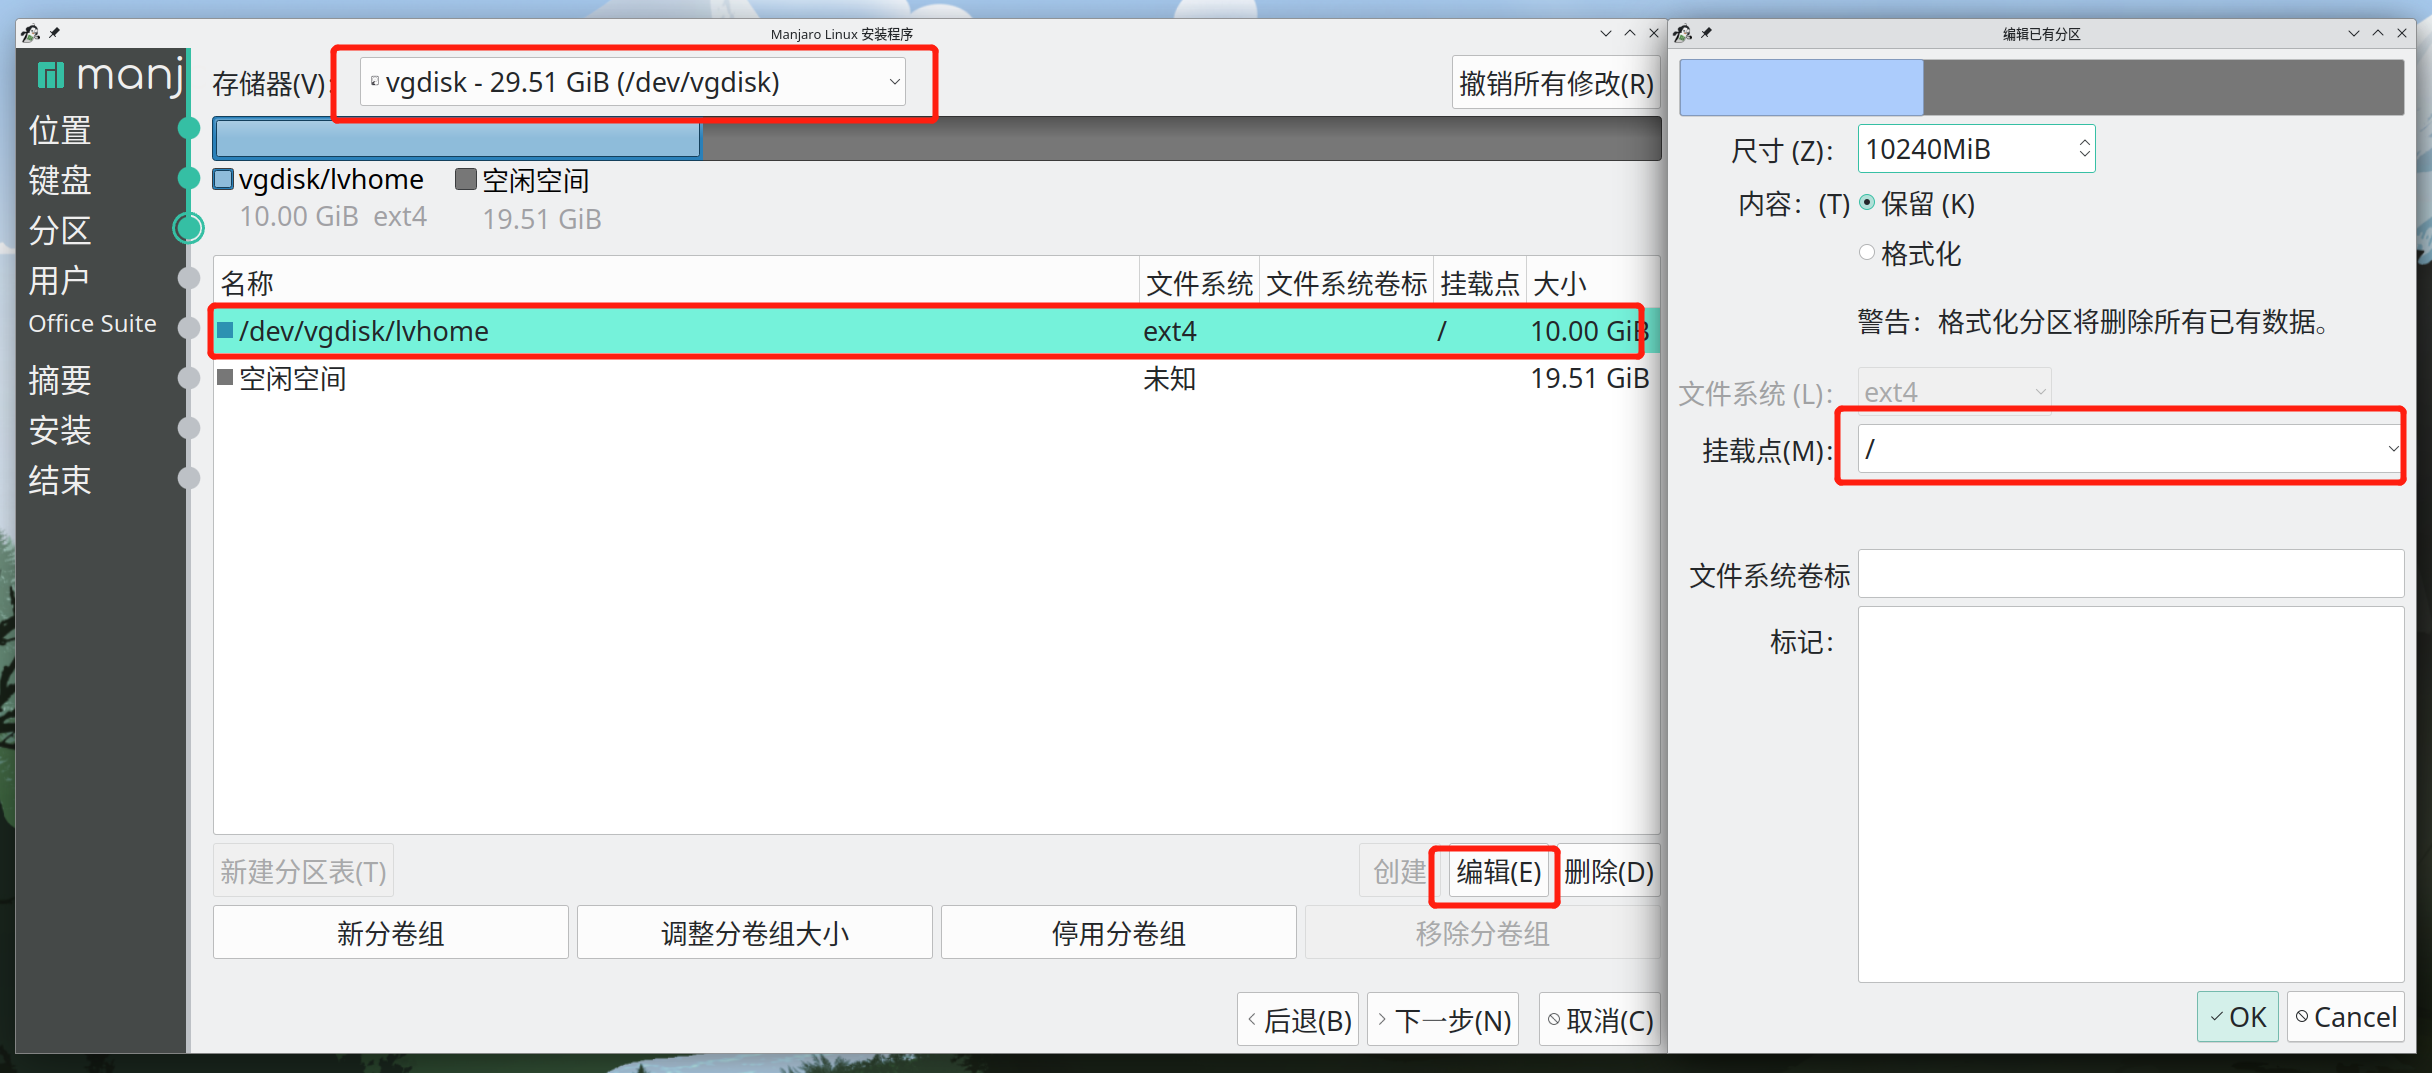 Manjaro Linux 安装程序
manj
位置
键盘
分区
用户
Office Suite
摘要
安装
结束
存储器(V):
vgdisk - 29.51 GiB (/dev/vgdisk)
撤销所有修改(R)
vgdisk/lvhome
10.00 GiB ext4
空闲空间
19.51 GiB
名称 文件系统 文件系统卷标 挂载点 大小
/dev/vgdisk/lvhome ext4 / 10.00 GiB
空闲空间 未知 19.51 GiB
新建分区表(T)
创建
编辑(E)
删除(D)
新分卷组
调整分卷组大小
停用分卷组
移除分卷组
后退(B)
下一步(N)
取消(C)
编辑已有分区
尺寸 (Z)： 10240MiB
内容： (T) 保留 (K)
格式化
警告：格式化分区将删除所有已有数据。
文件系统 (L)： ext4
挂载点(M)： /
文件系统卷标
标记：
OK
Cancel